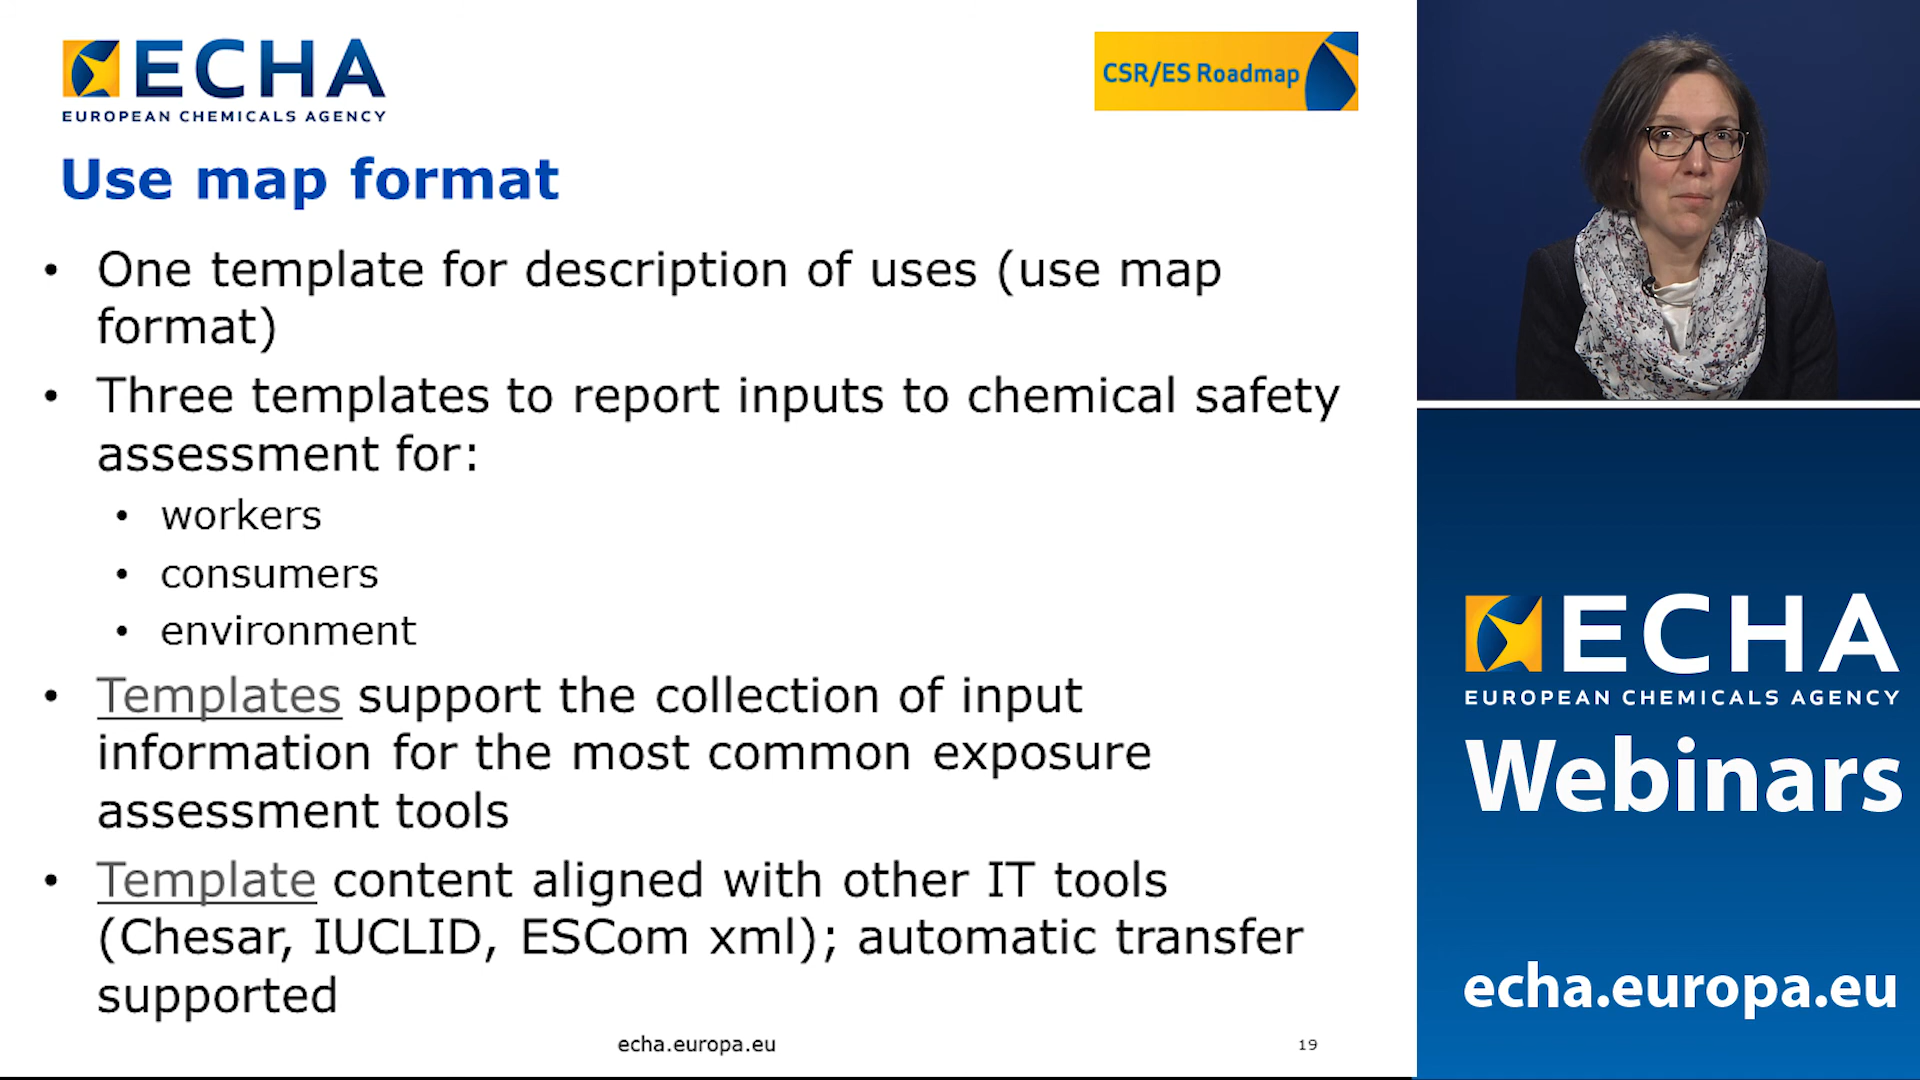 ECHA
EUROPEAN CHEMICALS AGENCY
CSR/ES Roadmap
Use map format
• One template for description of uses (use map
format)
• Three templates to report inputs to chemical safety
assessment for:
• workers
• consumers
• environment
• Templates support the collection of input
information for the most common exposure
assessment tools
• Template content aligned with other IT tools
(Chesar, IUCLID, ESCom xml); automatic transfer
supported
echa.europa.eu
19
ECHA
EUROPEAN CHEMICALS AGENCY
Webinars
echa.europa.eu